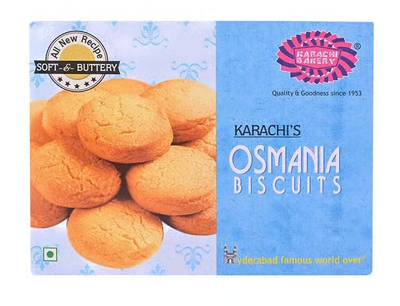 All New Recipe
SOFT-&-BUTTERY
KARACHI
BAKERY
®
Quality & Goodness since 1953
KARACHI'S
OSMANIA
BISCUITS
Hyderabad famous world over